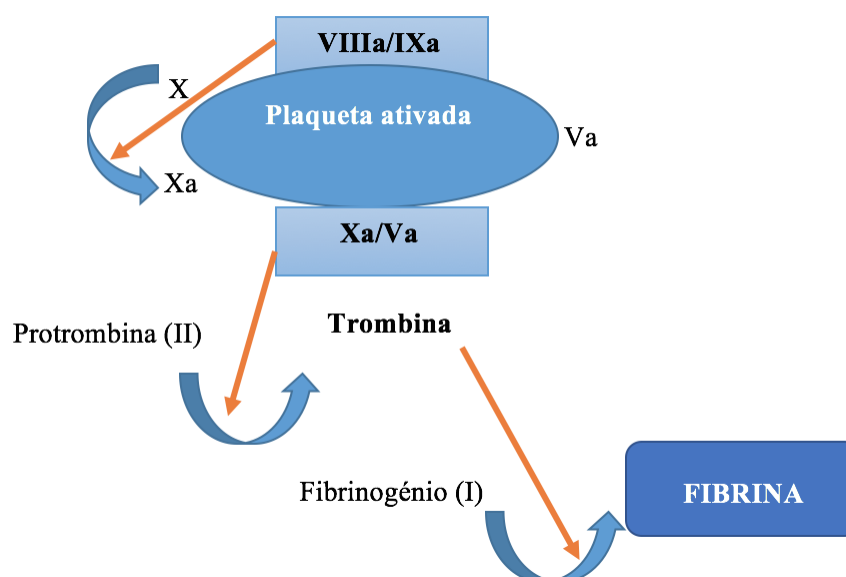 VIIIa/IXa
X
Plaqueta ativada
Va
Xa
Xa/Va
Protrombina (II)
Trombina
Fibrinogénio (I)
FIBRINA